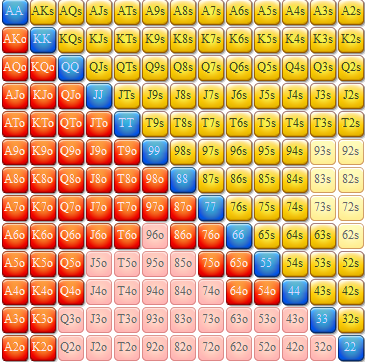 AA AKs AQs AJs ATs A9s A8s A7s A6s A5s A4s A3s A2s
AKo KK KQs KJs KTs K9s K8s K7s K6s K5s K4s K3s K2s
AQo KQo QQ QJs QTs Q9s Q8s Q7s Q6s Q5s Q4s Q3s Q2s
AJo KJo QJo JJ JTs J9s J8s J7s J6s J5s J4s J3s J2s
ATo KTo QTo JTo TT T9s T8s T7s T6s T5s T4s T3s T2s
A9o K9o Q9o J9o T9o 99 98s 97s 96s 95s 94s 93s 92s
A8o K8o Q8o J8o T8o 98o 88 87s 86s 85s 84s 83s 82s
A7o K7o Q7o J7o T7o 97o 87o 77 76s 75s 74s 73s 72s
A6o K6o Q6o J6o T6o 96o 86o 76o 66 65s 64s 63s 62s
A5o K5o Q5o J5o T5o 95o 85o 75o 65o 55 54s 53s 52s
A4o K4o Q4o J4o T4o 94o 84o 74o 64o 54o 44 43s 42s
A3o K3o Q3o J3o T3o 93o 83o 73o 63o 53o 43o 33 32s
A2o K2o Q2o J2o T2o 92o 82o 72o 62o 52o 42o 32o 22